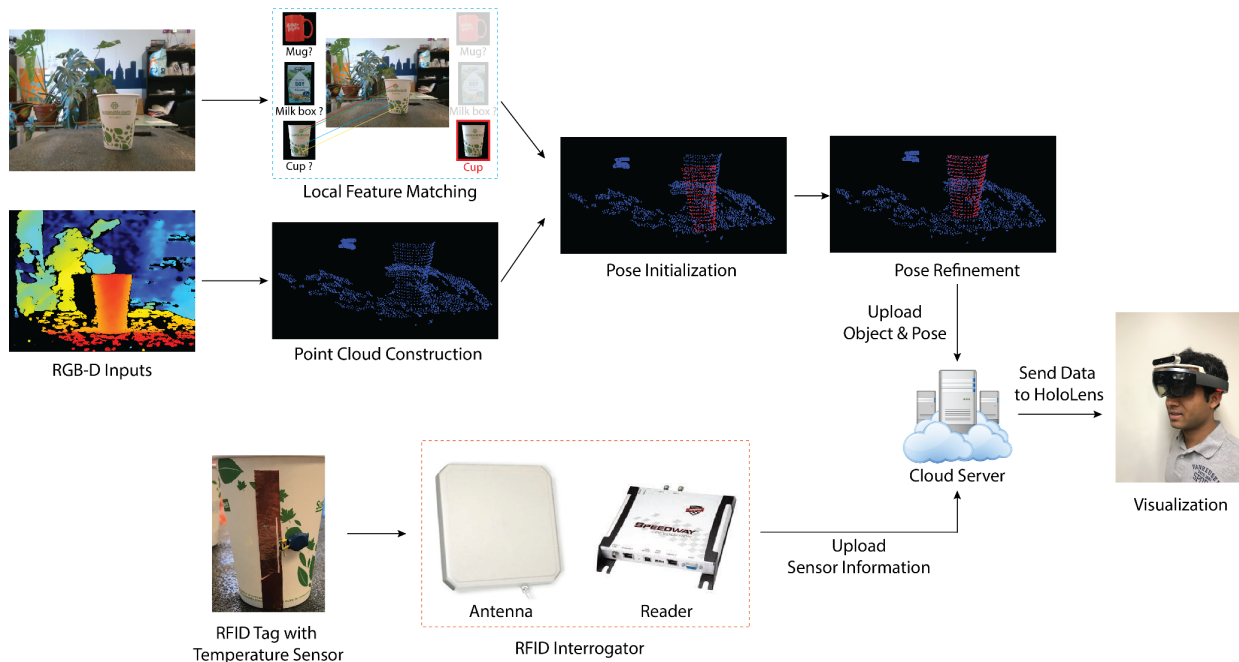 Mug?
Mug?
Milk box ?
Milk box ?
Cup ?
Cup
Local Feature Matching
RGB-D Inputs
Point Cloud Construction
Pose Initialization
Pose Refinement
Upload
Object & Pose
Send Data
to HoloLens
Cloud Server
Visualization
SPEEDWAY
Antenna
Reader
Upload
Sensor Information
RFID Tag with
Temperature Sensor
RFID Interrogator